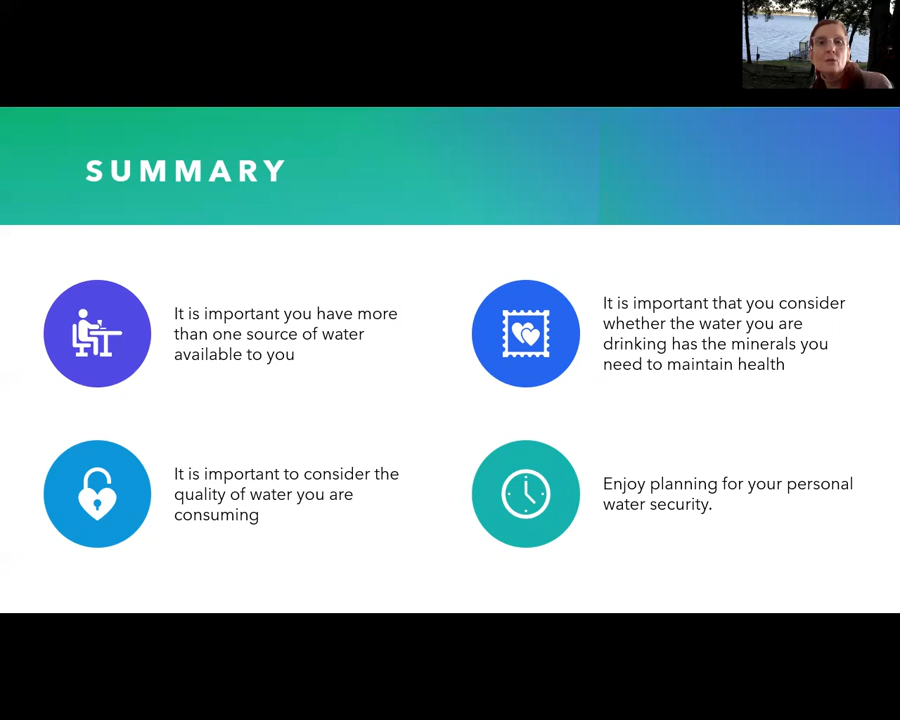 SUMMARY
It is important you have more
than one source of water
available to you
It is important that you consider
whether the water you are
drinking has the minerals you
need to maintain health
It is important to consider the
quality of water you are
consuming
Enjoy planning for your personal
water security.